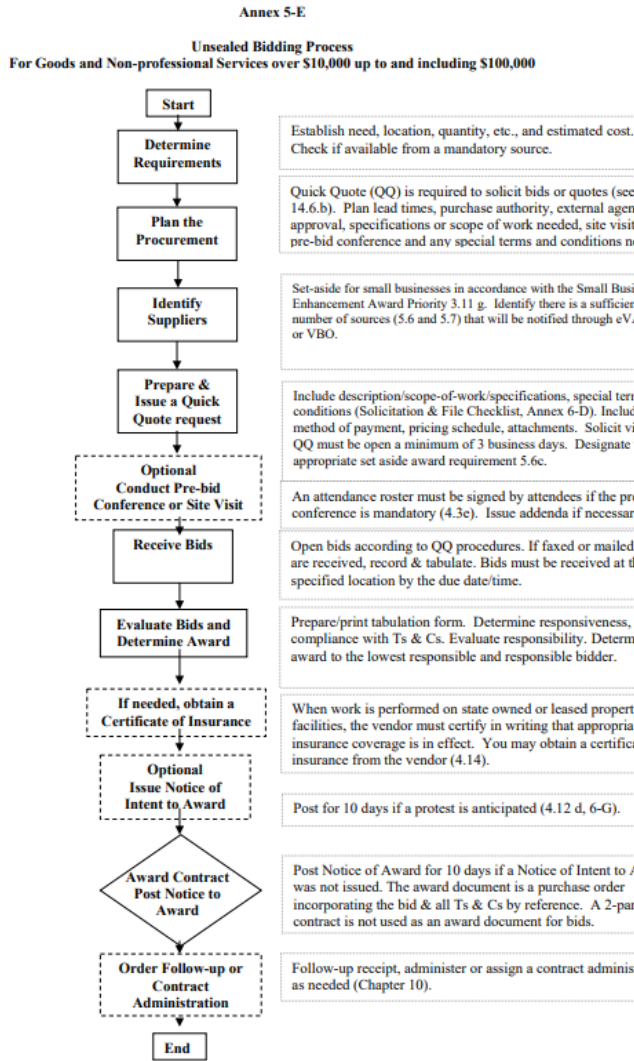 Annex 5-E
Unsealed Bidding Process
For Goods and Non-professional Services over $10,000 up to and including $100,000
Start
Determine
Requirements
Establish need, location, quantity, etc., and estimated cost.
Check if available from a mandatory source.
Plan the
Procurement
Quick Quote (QQ) is required to solicit bids or quotes (see
14.6.b). Plan lead times, purchase authority, external agen
approval, specifications or scope of work needed, site visit
pre-bid conference and any special terms and conditions n
Identify
Suppliers
Set-aside for small businesses in accordance with the Small Busi
Enhancement Award Priority 3.11 g. Identify there is a sufficien
number of sources (5.6 and 5.7) that will be notified through eVA
or VBO.
Prepare &
Issue a Quick
Quote request
Include description/scope-of-work/specifications, special term
conditions (Solicitation & File Checklist, Annex 6-D). Includ
method of payment, pricing schedule, attachments. Solicit vi
QQ must be open a minimum of 3 business days. Designate
appropriate set aside award requirement 5.6c.
Optional
Conduct Pre-bid
Conference or Site Visit
An attendance roster must be signed by attendees if the pre
conference is mandatory (4.3e). Issue addenda if necessar
Receive Bids
Open bids according to QQ procedures. If faxed or mailed
are received, record & tabulate. Bids must be received at th
specified location by the due date/time.
Evaluate Bids and
Determine Award
Prepare/print tabulation form. Determine responsiveness,
compliance with Ts & Cs. Evaluate responsibility. Determ
award to the lowest responsible and responsible bidder.
If needed, obtain a
Certificate of Insurance
When work is performed on state owned or leased propert
facilities, the vendor must certify in writing that appropria
insurance coverage is in effect. You may obtain a certifica
insurance from the vendor (4.14).
Optional
Issue Notice of
Intent to Award
Post for 10 days if a protest is anticipated (4.12 d, 6-G).
Award Contract
Post Notice to
Award
Post Notice of Award for 10 days if a Notice of Intent to A
was not issued. The award document is a purchase order
incorporating the bid & all Ts & Cs by reference. A 2-par
contract is not used as an award document for bids.
Order Follow-up or
Contract
Administration
Follow-up receipt, administer or assign a contract adminis
as needed (Chapter 10).
End